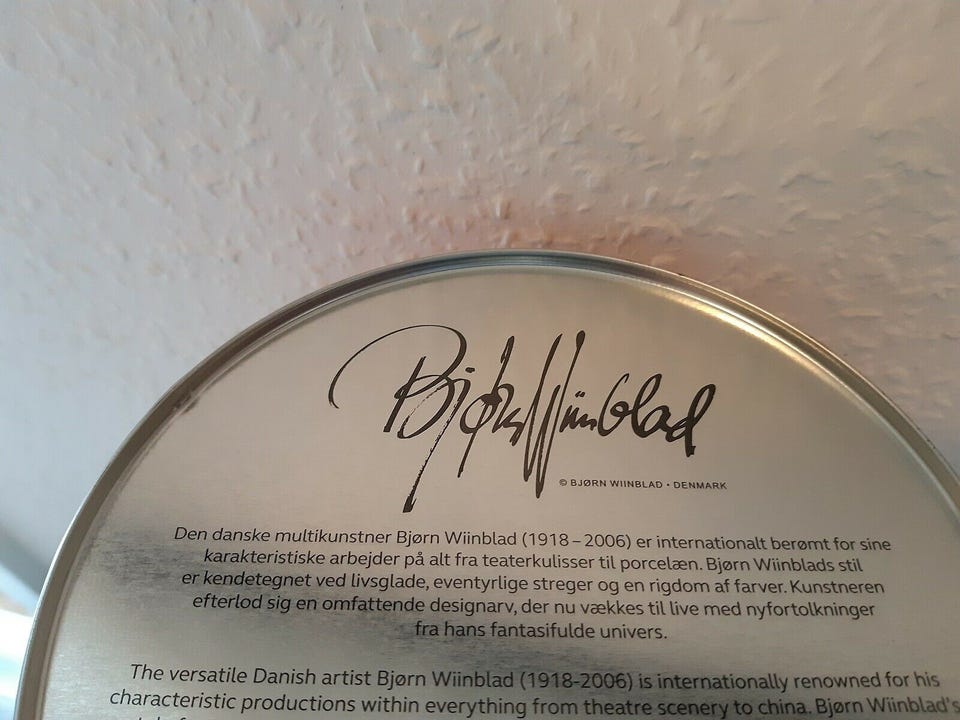 Bjørn Wiinblad
© BJØRN WIINBLAD • DENMARK
Den danske multikunstner Bjørn Wiinblad (1918–2006) er internationalt berømt for sine
karakteristiske arbejder på alt fra teaterkulisser til porcelæn. Bjørn Wiinblads stil
er kendetegnet ved livsglade, eventyrlige streger og en rigdom af farver. Kunstneren
efterlod sig en omfattende designarv, der nu vækkes til live med nyfortolkninger
fra hans fantasifulde univers.
The versatile Danish artist Bjørn Wiinblad (1918-2006) is internationally renowned for his
characteristic productions within everything from theatre scenery to china. Bjørn Wiinblad's